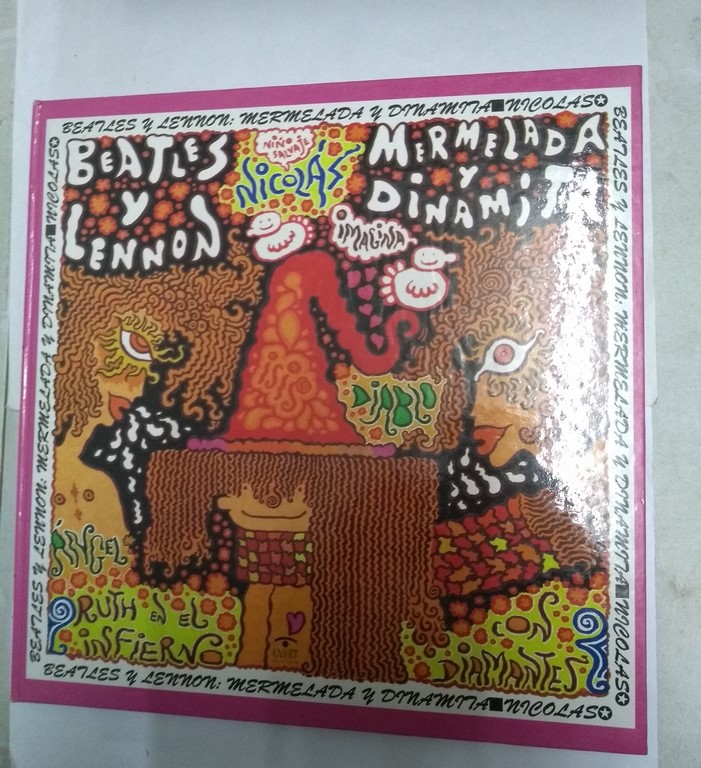 BEATLES Y LENNON: MERMELADA Y DINAMITA NICOLAS
BEATLES
Y
LENNON
NIÑO
SALVAJE
NICOLÁS
MERMELADA
Y
DINAMITA
IMAGINA
DIABLO
ÁNGEL
RUTH EN EL
INFIERNO
CASSET
CON
DIAMANTES
BEATLES Y LENNON: MERMELADA Y DINAMITA NICOLAS
BEATLES Y LENNON: MERMELADA Y DINAMITA NICOLAS
BEATLES Y LENNON: MERMELADA Y DINAMITA NICOLAS